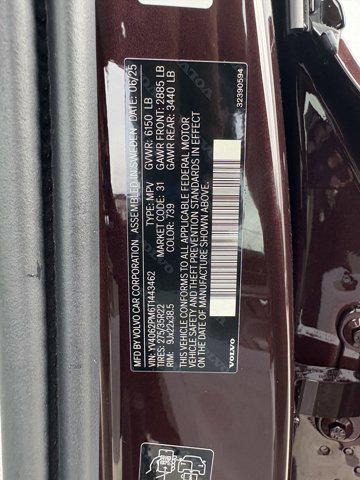 MFD BY VOLVO CAR CORPORATION ASSEMBLED IN SWEDEN DATE: 06/25
VIN: YV4062PM6T1443462 TYPE: MPV GVWR: 6150 LB
TIRES: 275/35R22 MARKET CODE: 31 GAWR FRONT: 2885 LB
RIM: 9Jx22x38.5 COLOR: 739 GAWR REAR: 3440 LB
THIS VEHICLE CONFORMS TO ALL APPLICABLE FEDERAL MOTOR
VEHICLE SAFETY AND THEFT PREVENTION STANDARDS IN EFFECT
ON THE DATE OF MANUFACTURE SHOWN ABOVE.
VOLVO 32390594